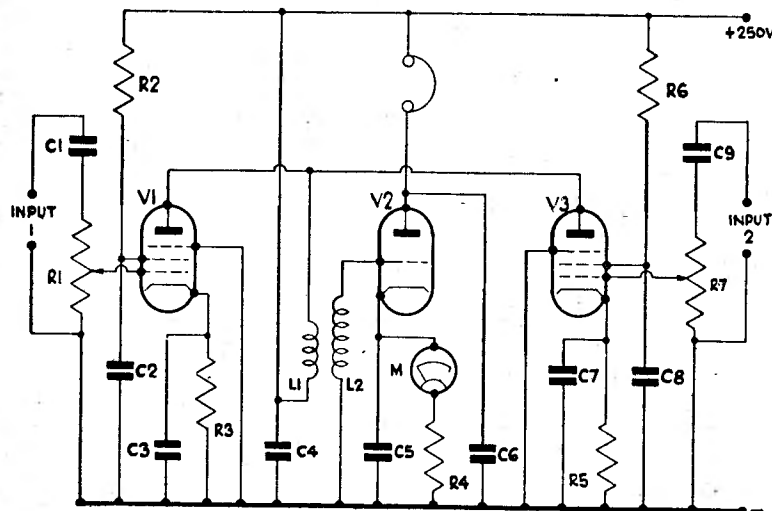 +250V
R2
R6
C1
C9
V1
V2
V3
INPUT
1
INPUT
2
R1
R7
L1
L2
M
C2
C7
C8
R3
C3
C4
C5
R4
C6
R5